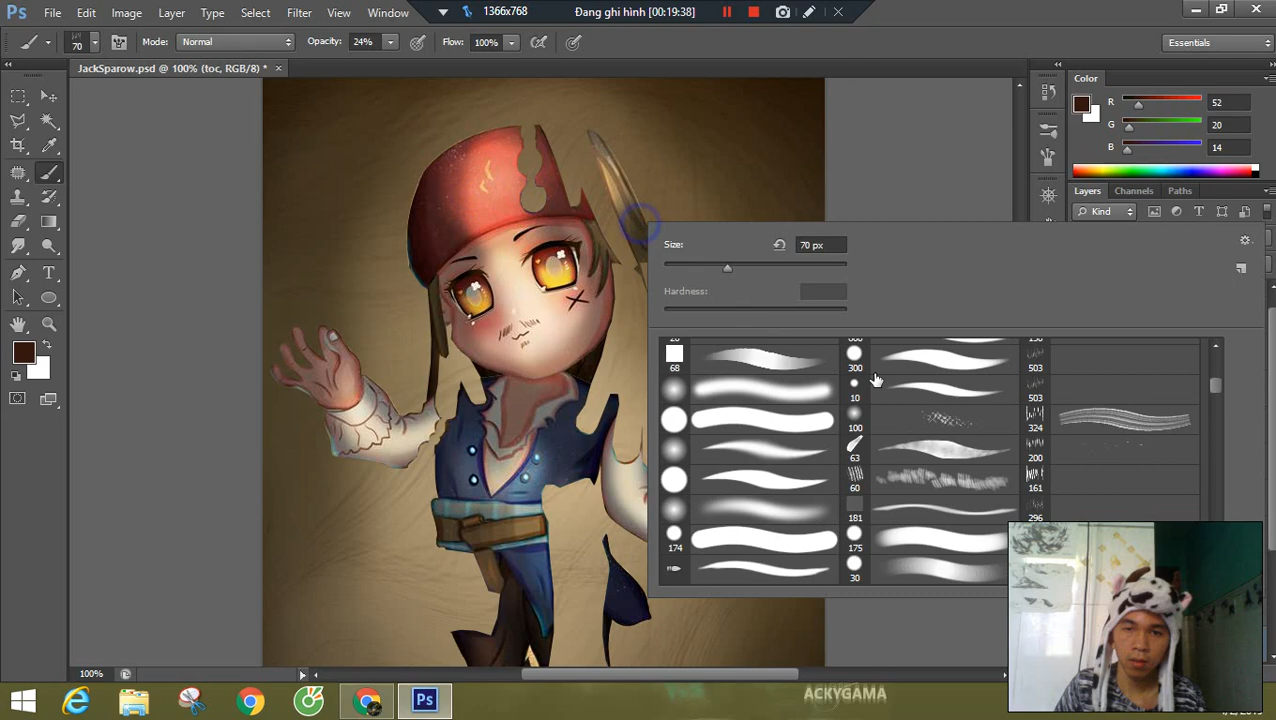 Ps File Edit Image Layer Type Select Filter View Window
1366x768 Đang ghi hình [00:19:38]
70 Mode: Normal Opacity: 24% Flow: 100% Essentials
JackSparow.psd @ 100% (toc, RGB/8) *
Color
R 52
G 20
B 14
Layers Channels Paths
Kind
Size: 70 px
Hardness:
68 300 503
10 503
100 324
63 200
60 161
181 296
174 175
30
100%
Ps
ACKYGAMA